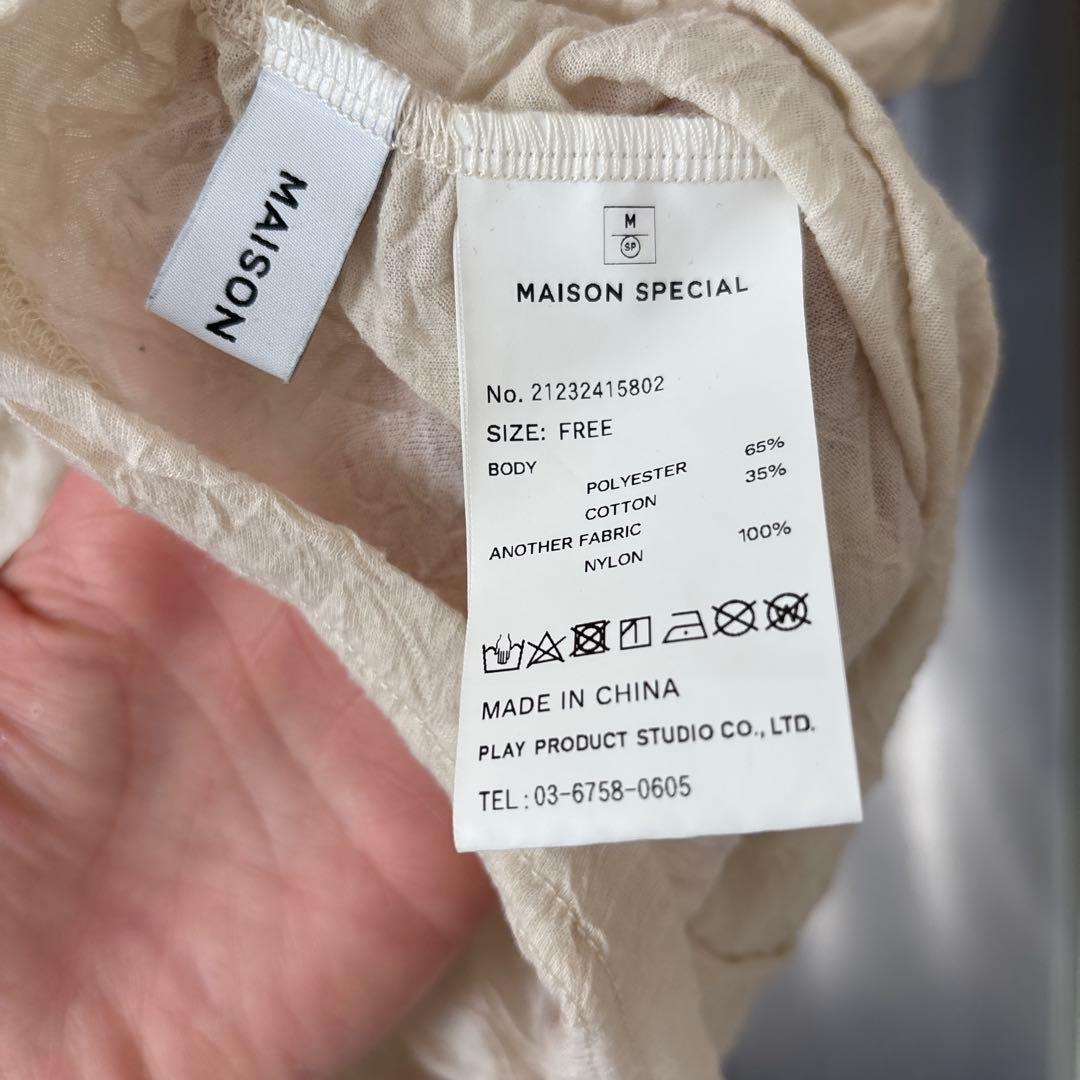 MAISON
M
SP
MAISON SPECIAL
No. 21232415802
SIZE: FREE
BODY
POLYESTER 65%
COTTON 35%
ANOTHER FABRIC
NYLON 100%
W
MADE IN CHINA
PLAY PRODUCT STUDIO CO., LTD.
TEL : 03-6758-0605